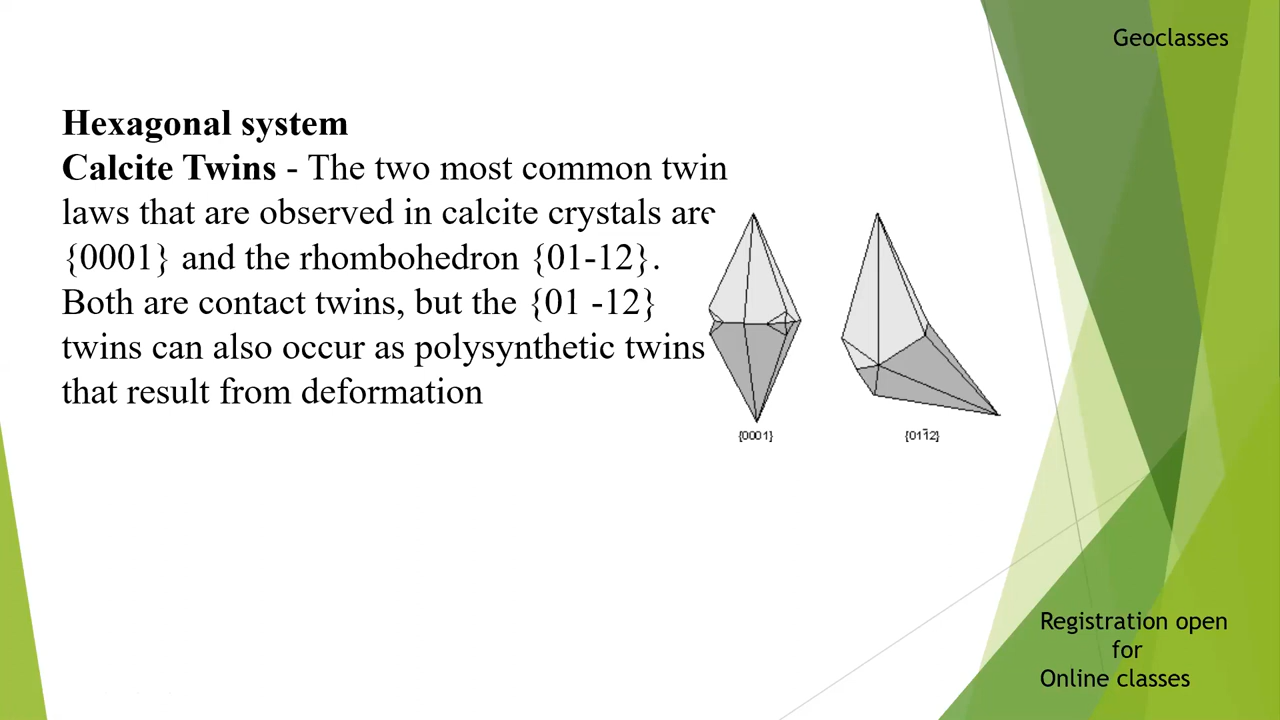 Geoclasses
Hexagonal system
Calcite Twins - The two most common twin
laws that are observed in calcite crystals are
{0001} and the rhombohedron {01-12}.
Both are contact twins, but the {01 -12}
twins can also occur as polysynthetic twins
that result from deformation
{0001}
{011̅2}
Registration open
for
Online classes